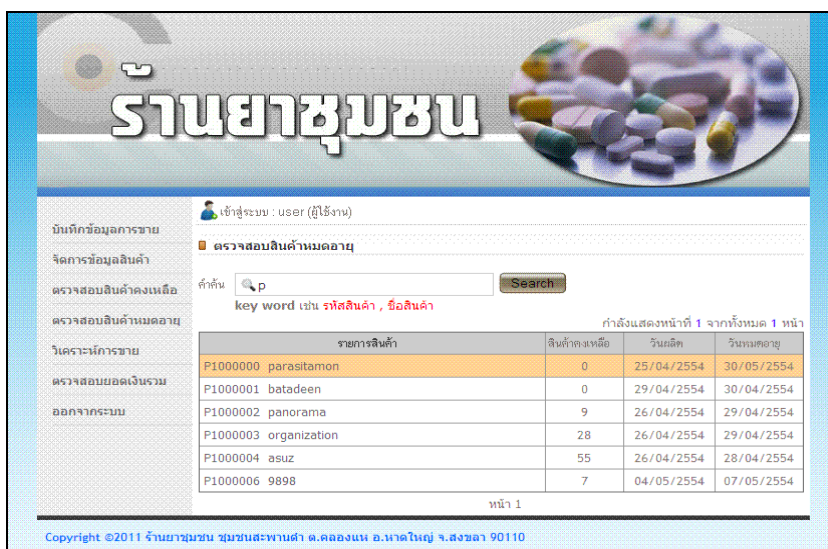 ร้านยาชุมชน
เข้าสู่ระบบ : user (ผู้ใช้งาน)
บันทึกข้อมูลการขาย
จัดการข้อมูลสินค้า
ตรวจสอบสินค้าคงเหลือ
ตรวจสอบสินค้าหมดอายุ
วิเคราะห์การขาย
ตรวจสอบยอดเงินรวม
ออกจากระบบ
ตรวจสอบสินค้าหมดอายุ
คำค้น p Search
key word เช่น รหัสสินค้า , ชื่อสินค้า
กำลังแสดงหน้าที่ 1 จากทั้งหมด 1 หน้า
รายการสินค้า สินค้าคงเหลือ วันผลิต วันหมดอายุ
P1000000 parasitamon 0 25/04/2554 30/05/2554
P1000001 batadeen 0 29/04/2554 30/04/2554
P1000002 panorama 9 26/04/2554 29/04/2554
P1000003 organization 28 26/04/2554 29/04/2554
P1000004 asuz 55 26/04/2554 28/04/2554
P1000006 9898 7 04/05/2554 07/05/2554
หน้า 1
Copyright ©2011 ร้านยาชุมชน ชุมชนสะพานดำ ต.คลองแห อ.หาดใหญ่ จ.สงขลา 90110